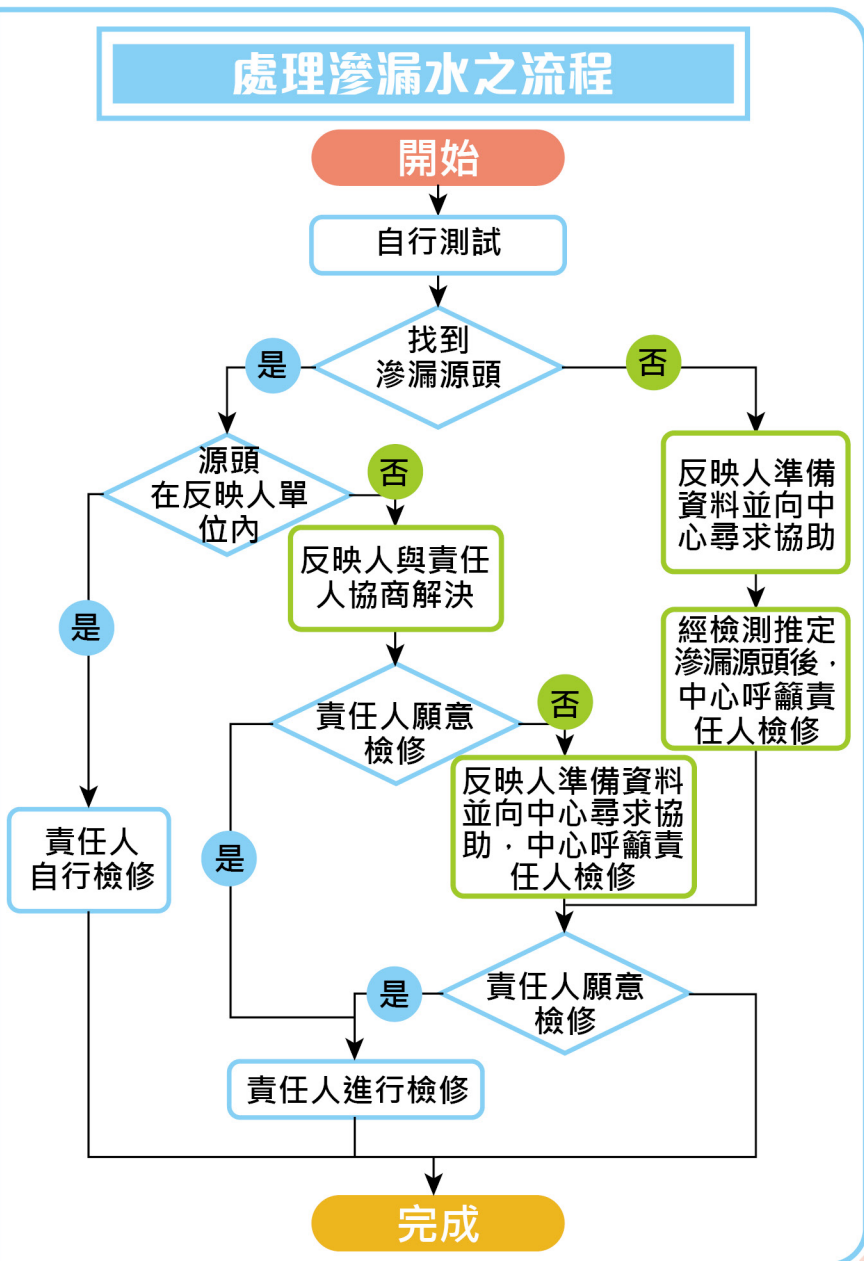 處理滲漏水之流程
開始
自行測試
找到
滲漏源頭
是
否
源頭
在反映人單
位內
否
反映人準備
資料並向中
心尋求協助
反映人與責任
人協商解決
是
經檢測推定
滲漏源頭後，
中心呼籲責
任人檢修
責任人願意
檢修
否
反映人準備資料
並向中心尋求協
助，中心呼籲責
任人檢修
責任人
自行檢修
是
責任人願意
檢修
是
責任人進行檢修
完成